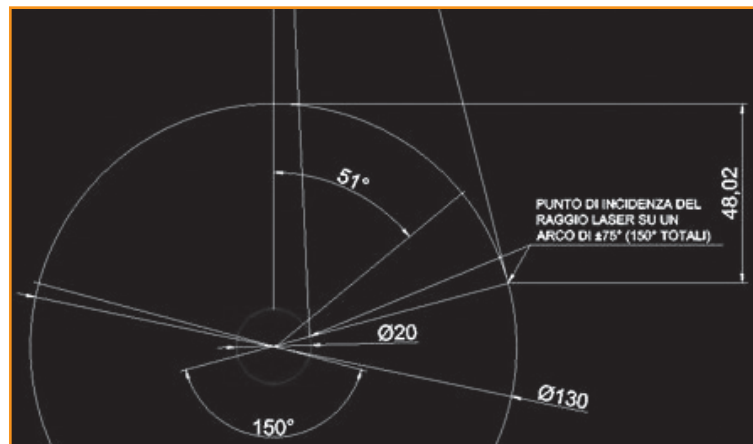 51°
48,02
PUNTO DI INCIDENZA DEL
RAGGIO LASER SU UN
ARCO DI ±75° (150° TOTALI)
Ø20
Ø130
150°